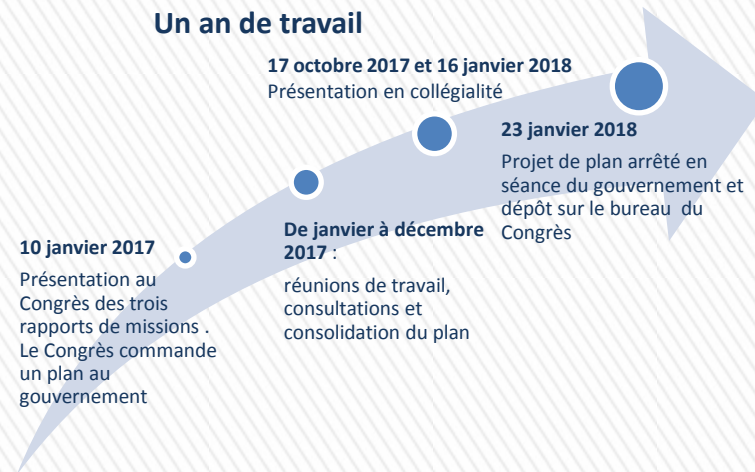 Un an de travail
10 janvier 2017
Présentation au
Congrès des trois
rapports de missions .
Le Congrès commande
un plan au
gouvernement
De janvier à décembre
2017 :
réunions de travail,
consultations et
consolidation du plan
17 octobre 2017 et 16 janvier 2018
Présentation en collégialité
23 janvier 2018
Projet de plan arrêté en
séance du gouvernement et
dépôt sur le bureau du
Congrès